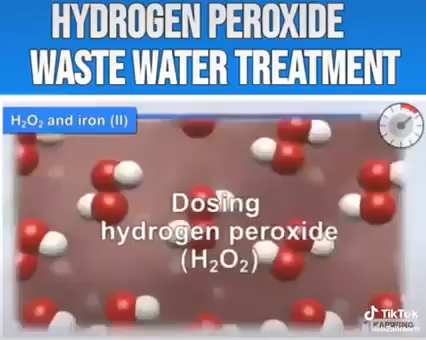 HYDROGEN PEROXIDE
WASTE WATER TREATMENT
H₂O₂ and iron (II)
Dosing
hydrogen peroxide
(H₂O₂)
TikTok
KAPWING